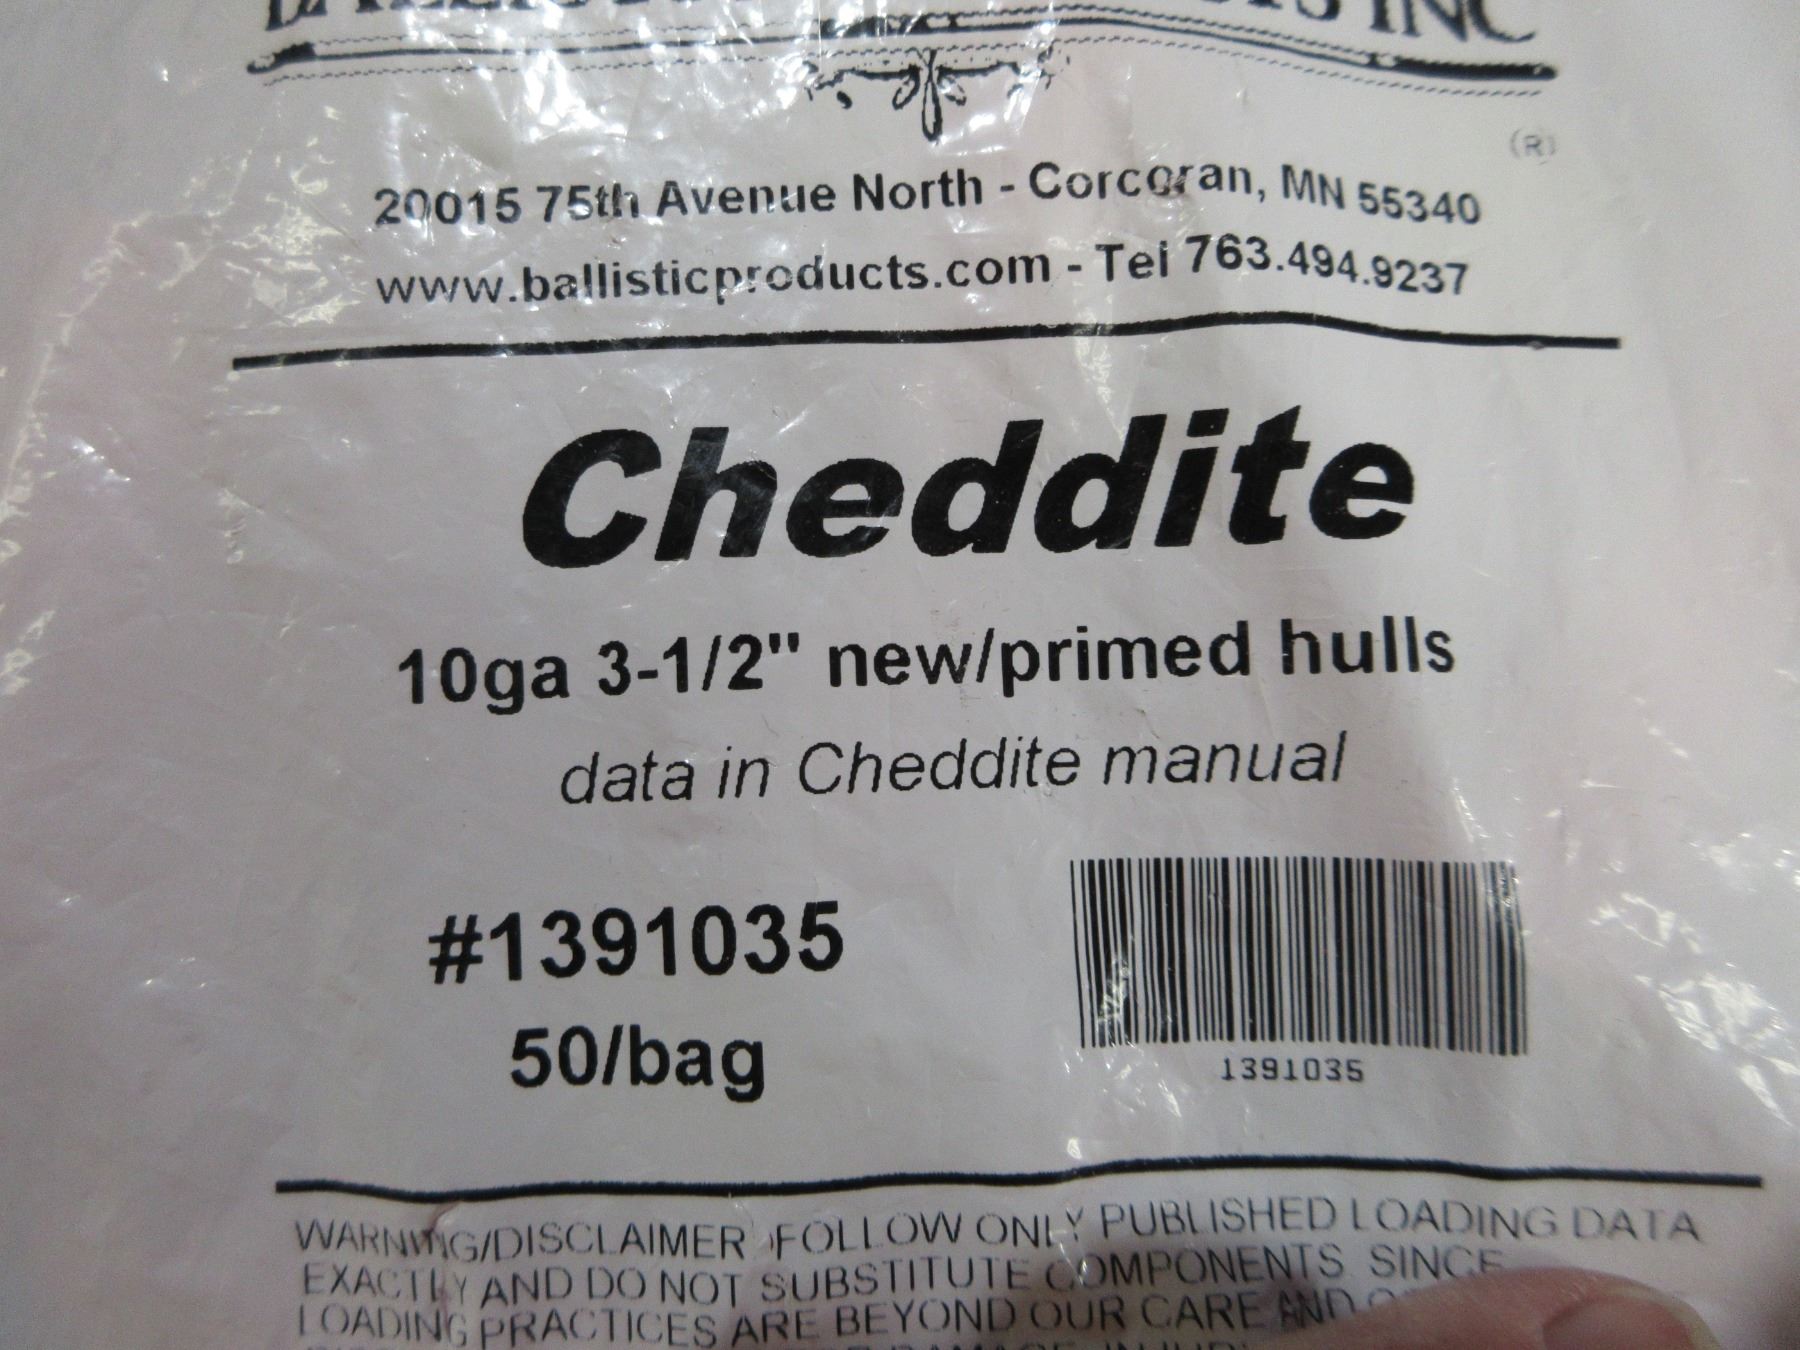 INC
(R)
20015 75th Avenue North - Corcoran, MN 55340
www.ballisticproducts.com - Tel 763.494.9237
Cheddite
10ga 3-1/2" new/primed hulls
data in Cheddite manual
#1391035
50/bag
1391035
WARNING/DISCLAIMER FOLLOW ONLY PUBLISHED LOADING DATA
EXACTLY AND DO NOT SUBSTITUTE COMPONENTS SINCE
LOADING PRACTICES ARE BEYOND OUR CARE AND